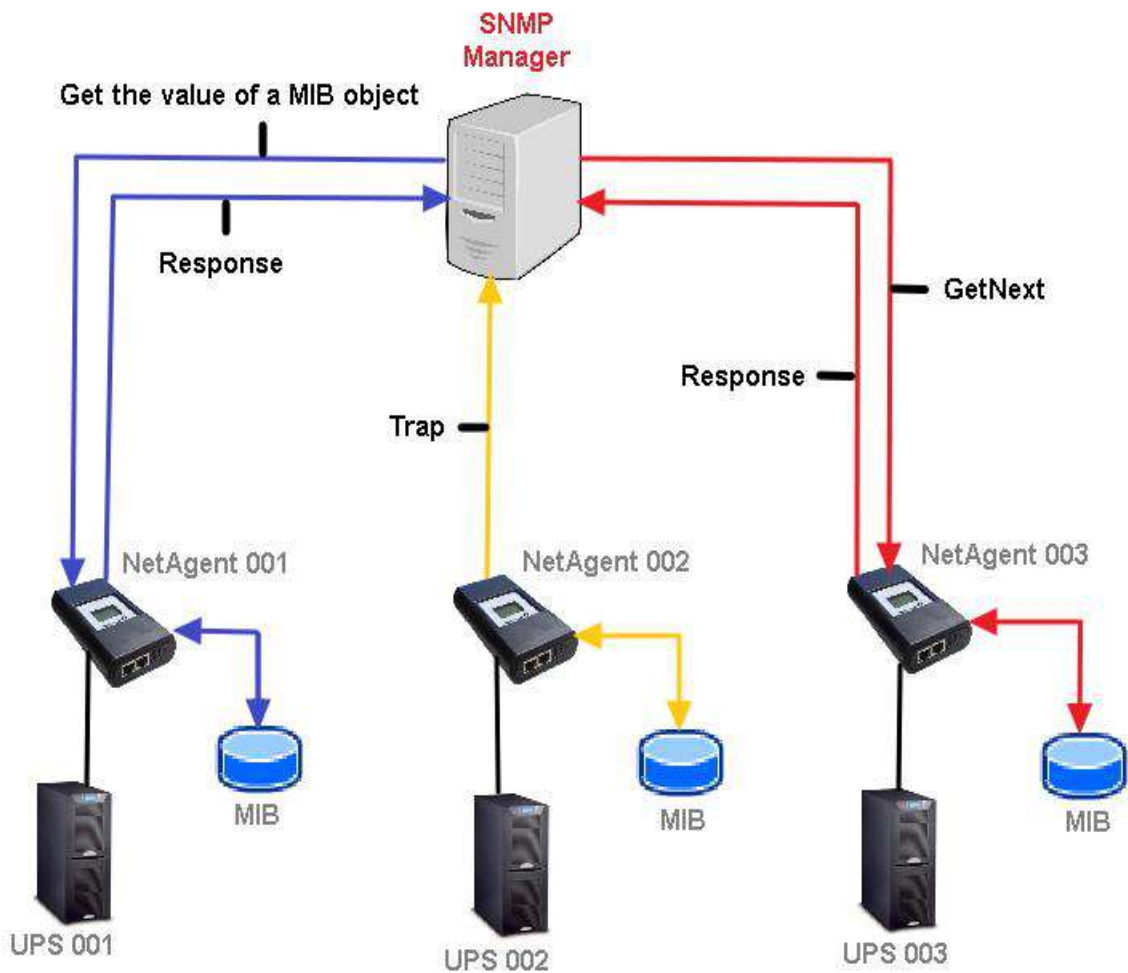 SNMP
Manager
Get the value of a MIB object
Response
GetNext
Response
Trap
NetAgent 001
NetAgent 002
NetAgent 003
MIB
MIB
MIB
UPS 001
UPS 002
UPS 003